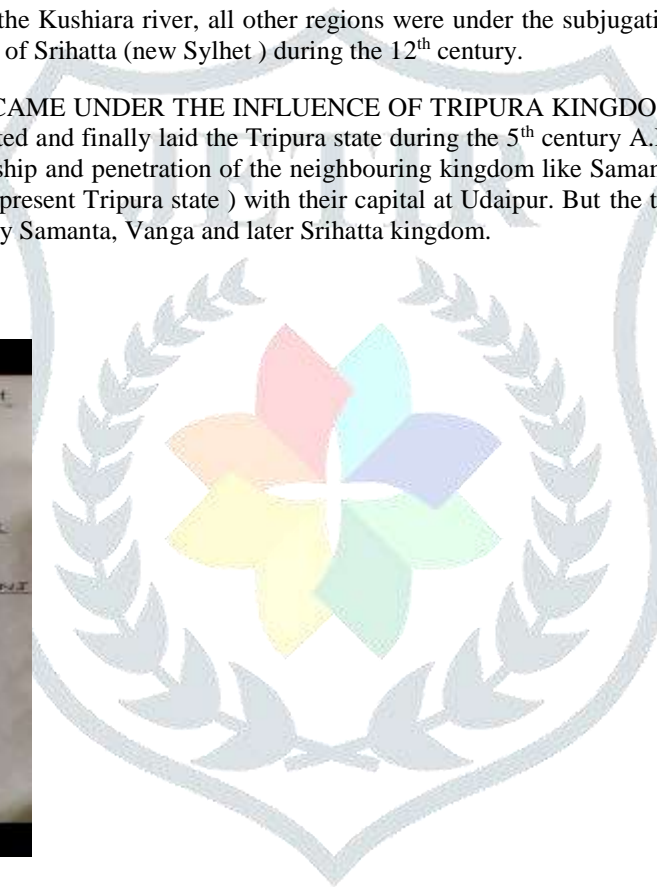 the Kushiara river, all other regions were under the subjugati
of Srihatta (new Sylhet ) during the 12th century.
CAME UNDER THE INFLUENCE OF TRIPURA KINGDO
ted and finally laid the Tripura state during the 5th century A.
ship and penetration of the neighbouring kingdom like Saman
present Tripura state ) with their capital at Udaipur. But the t
y Samanta, Vanga and later Srihatta kingdom.
JETIR